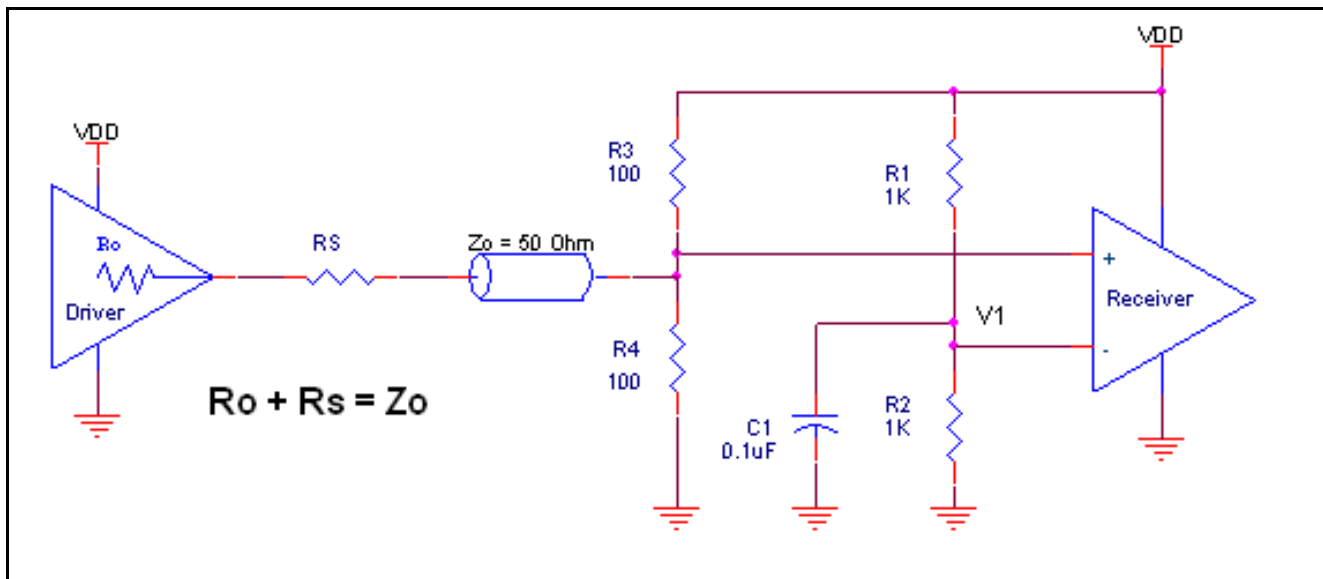 VDD
VDD
Ro
Driver
RS
Zo = 50 Ohm
R3
100
R1
1K
+
Receiver
-
V1
R4
100
R2
1K
C1
0.1uF
Ro + Rs = Zo